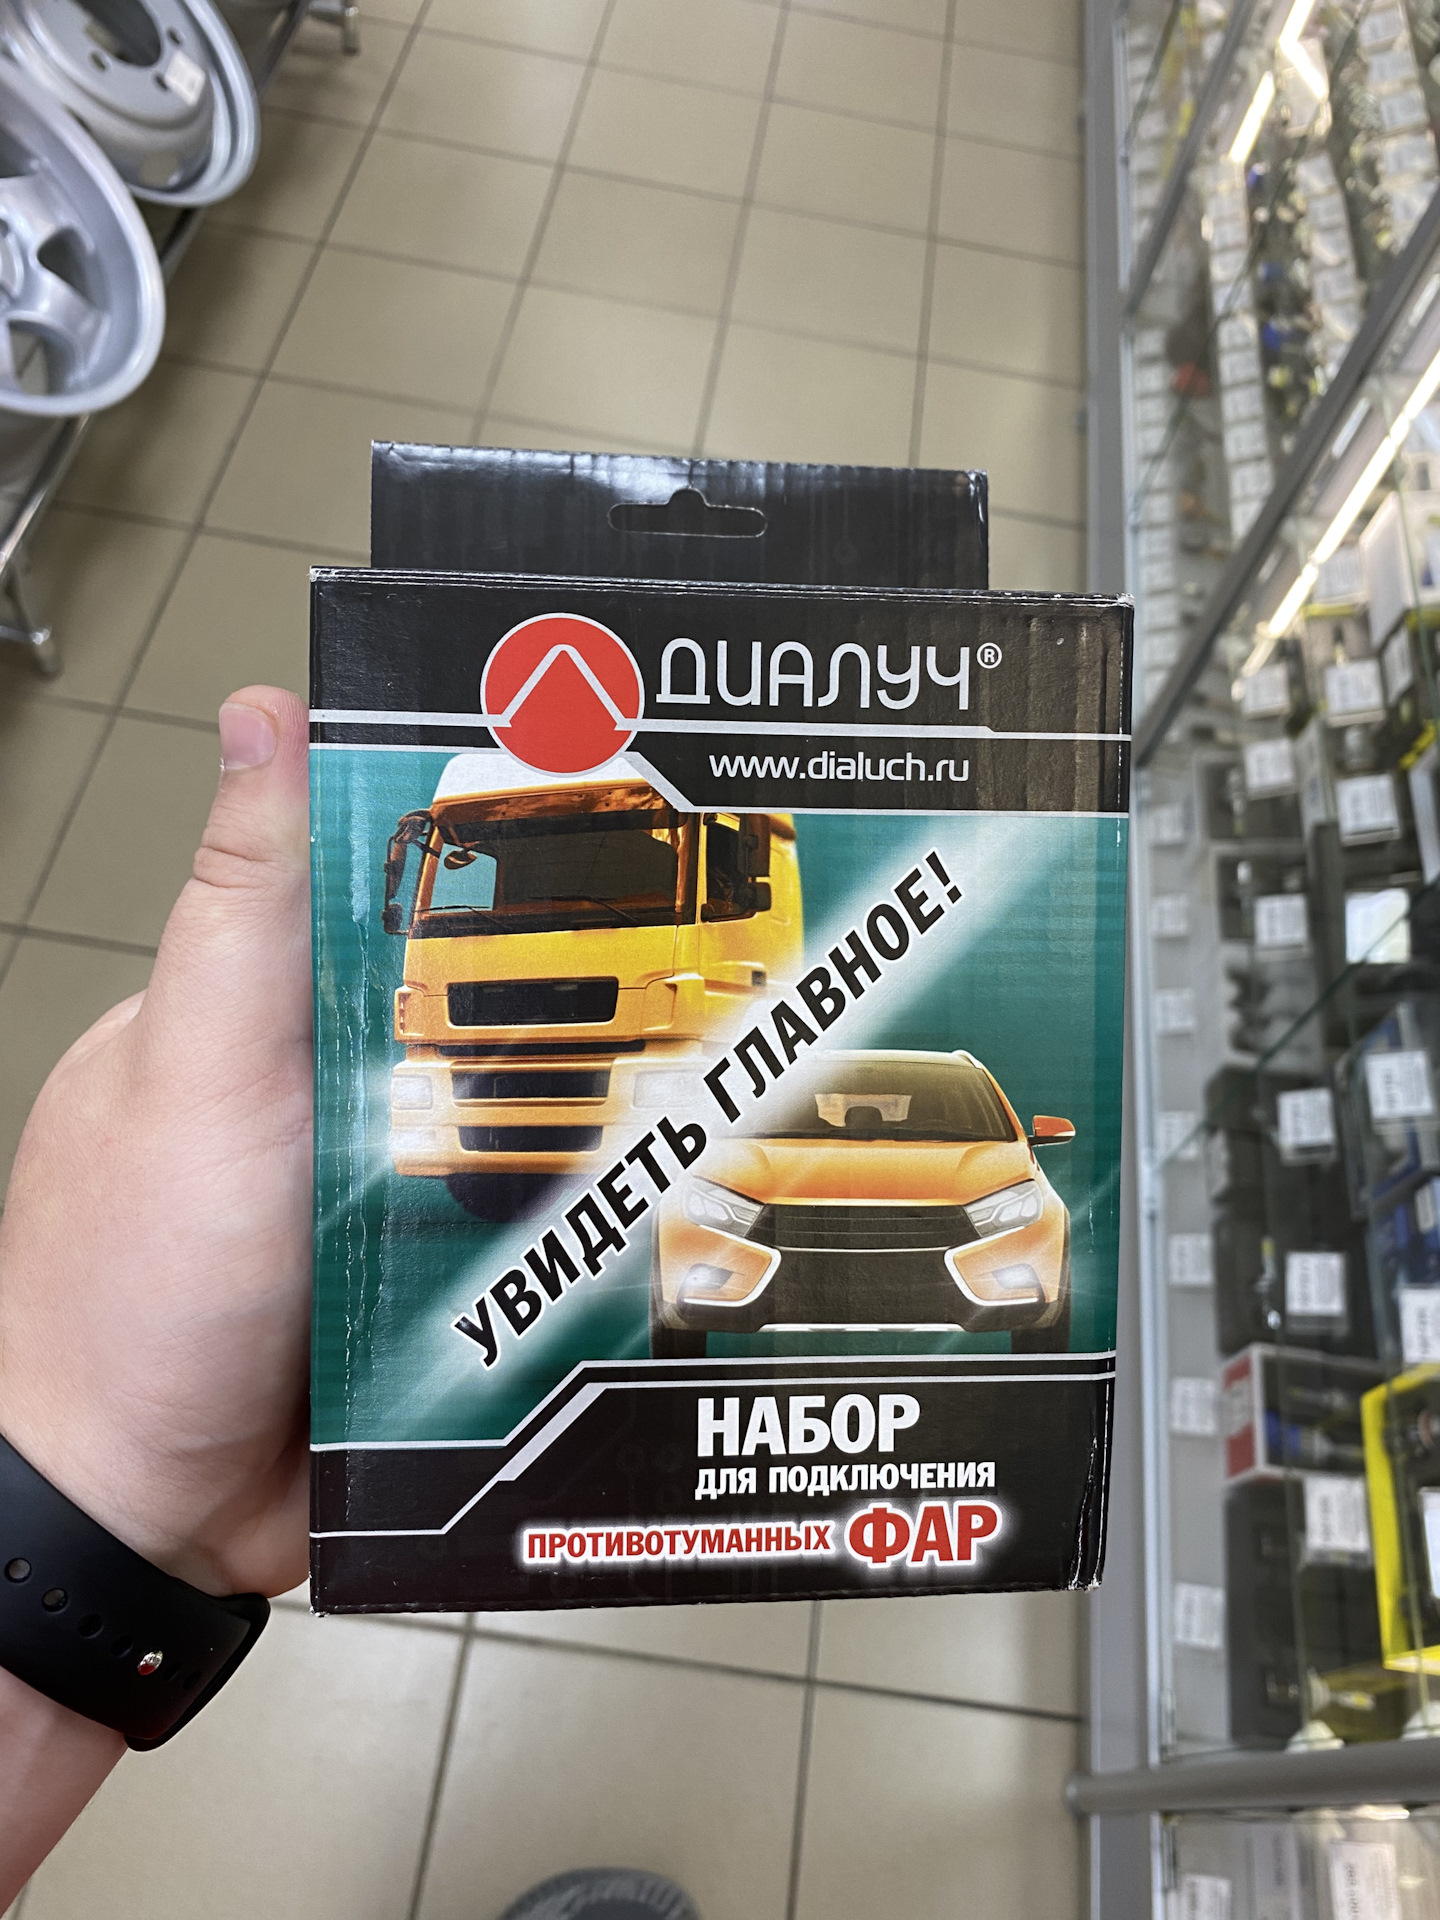 ДИАЛУЧ®
www.dialuch.ru
УВИДЕТЬ ГЛАВНОЕ!
НАБОР
ДЛЯ ПОДКЛЮЧЕНИЯ
ПРОТИВОТУМАННЫХ ФАР